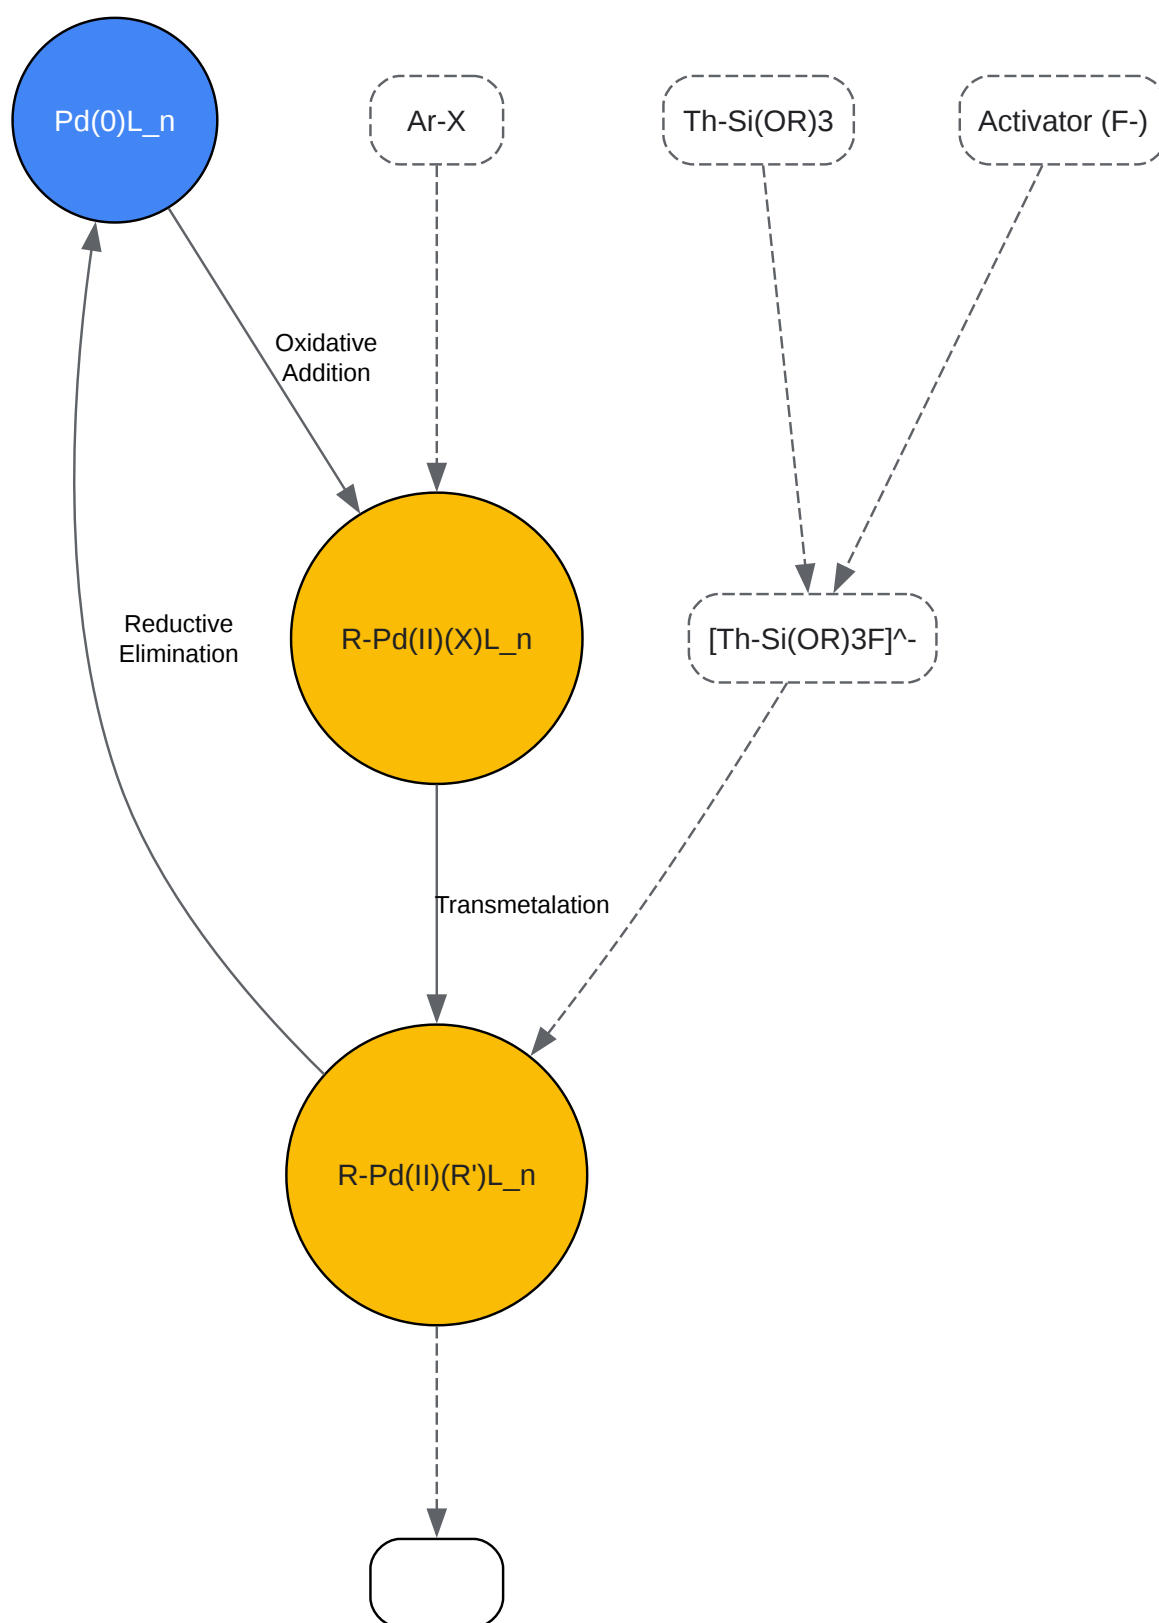 Pd(0)L_n
Ar-X
Th-Si(OR)3
Activator (F-)
Oxidative
Addition
Reductive
Elimination
R-Pd(II)(X)L_n
[Th-Si(OR)3F]^-
Transmetalation
R-Pd(II)(R')L_n